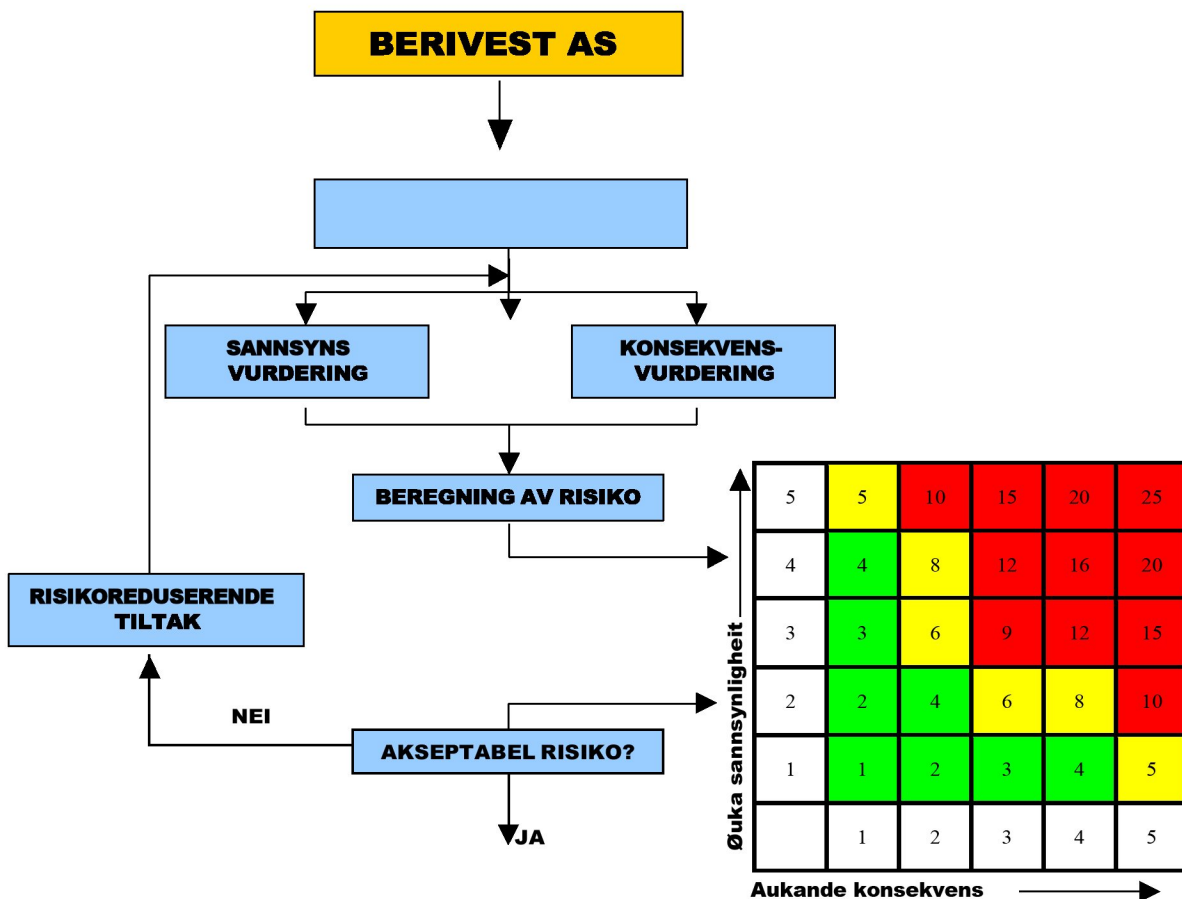 BERIVEST AS
SANNSYNS
VURDERING
KONSEKVENS-
VURDERING
BEREGNING AV RISIKO
RISIKOREDUSERENDE
TILTAK
NEI
AKSEPTABEL RISIKO?
JA
Øuka sannsynligheit
5 5 10 15 20 25
4 4 8 12 16 20
3 3 6 9 12 15
2 2 4 6 8 10
1 1 2 3 4 5
1 2 3 4 5
Aukande konsekvens